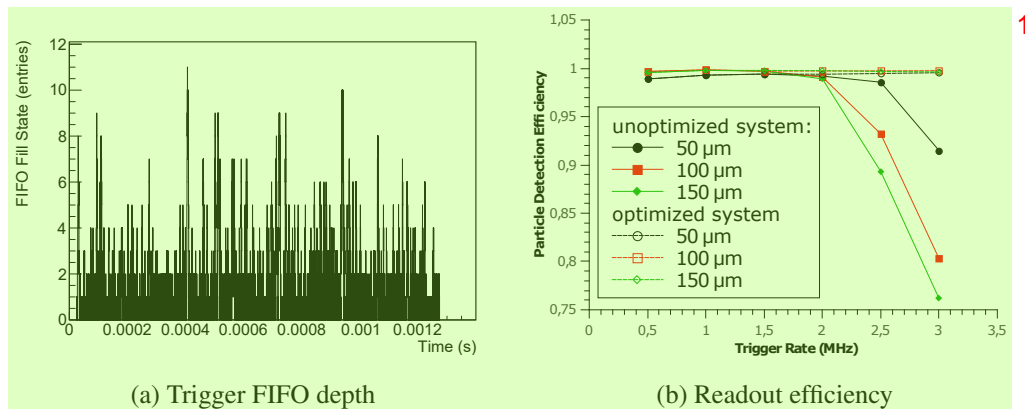 FIFO Fill State (entries)
12
10
8
6
4
2
0
0 0.0002 0.0004 0.0006 0.0008 0.001 0.0012
Time (s)
(a) Trigger FIFO depth
Particle Detection Efficiency
1,05
1
0,95
0,9
0,85
0,8
0,75
unoptimized system:
50 µm
100 µm
150 µm
optimized system
50 µm
100 µm
150 µm
0 0,5 1 1,5 2 2,5 3 3,5
Trigger Rate (MHz)
(b) Readout efficiency
1